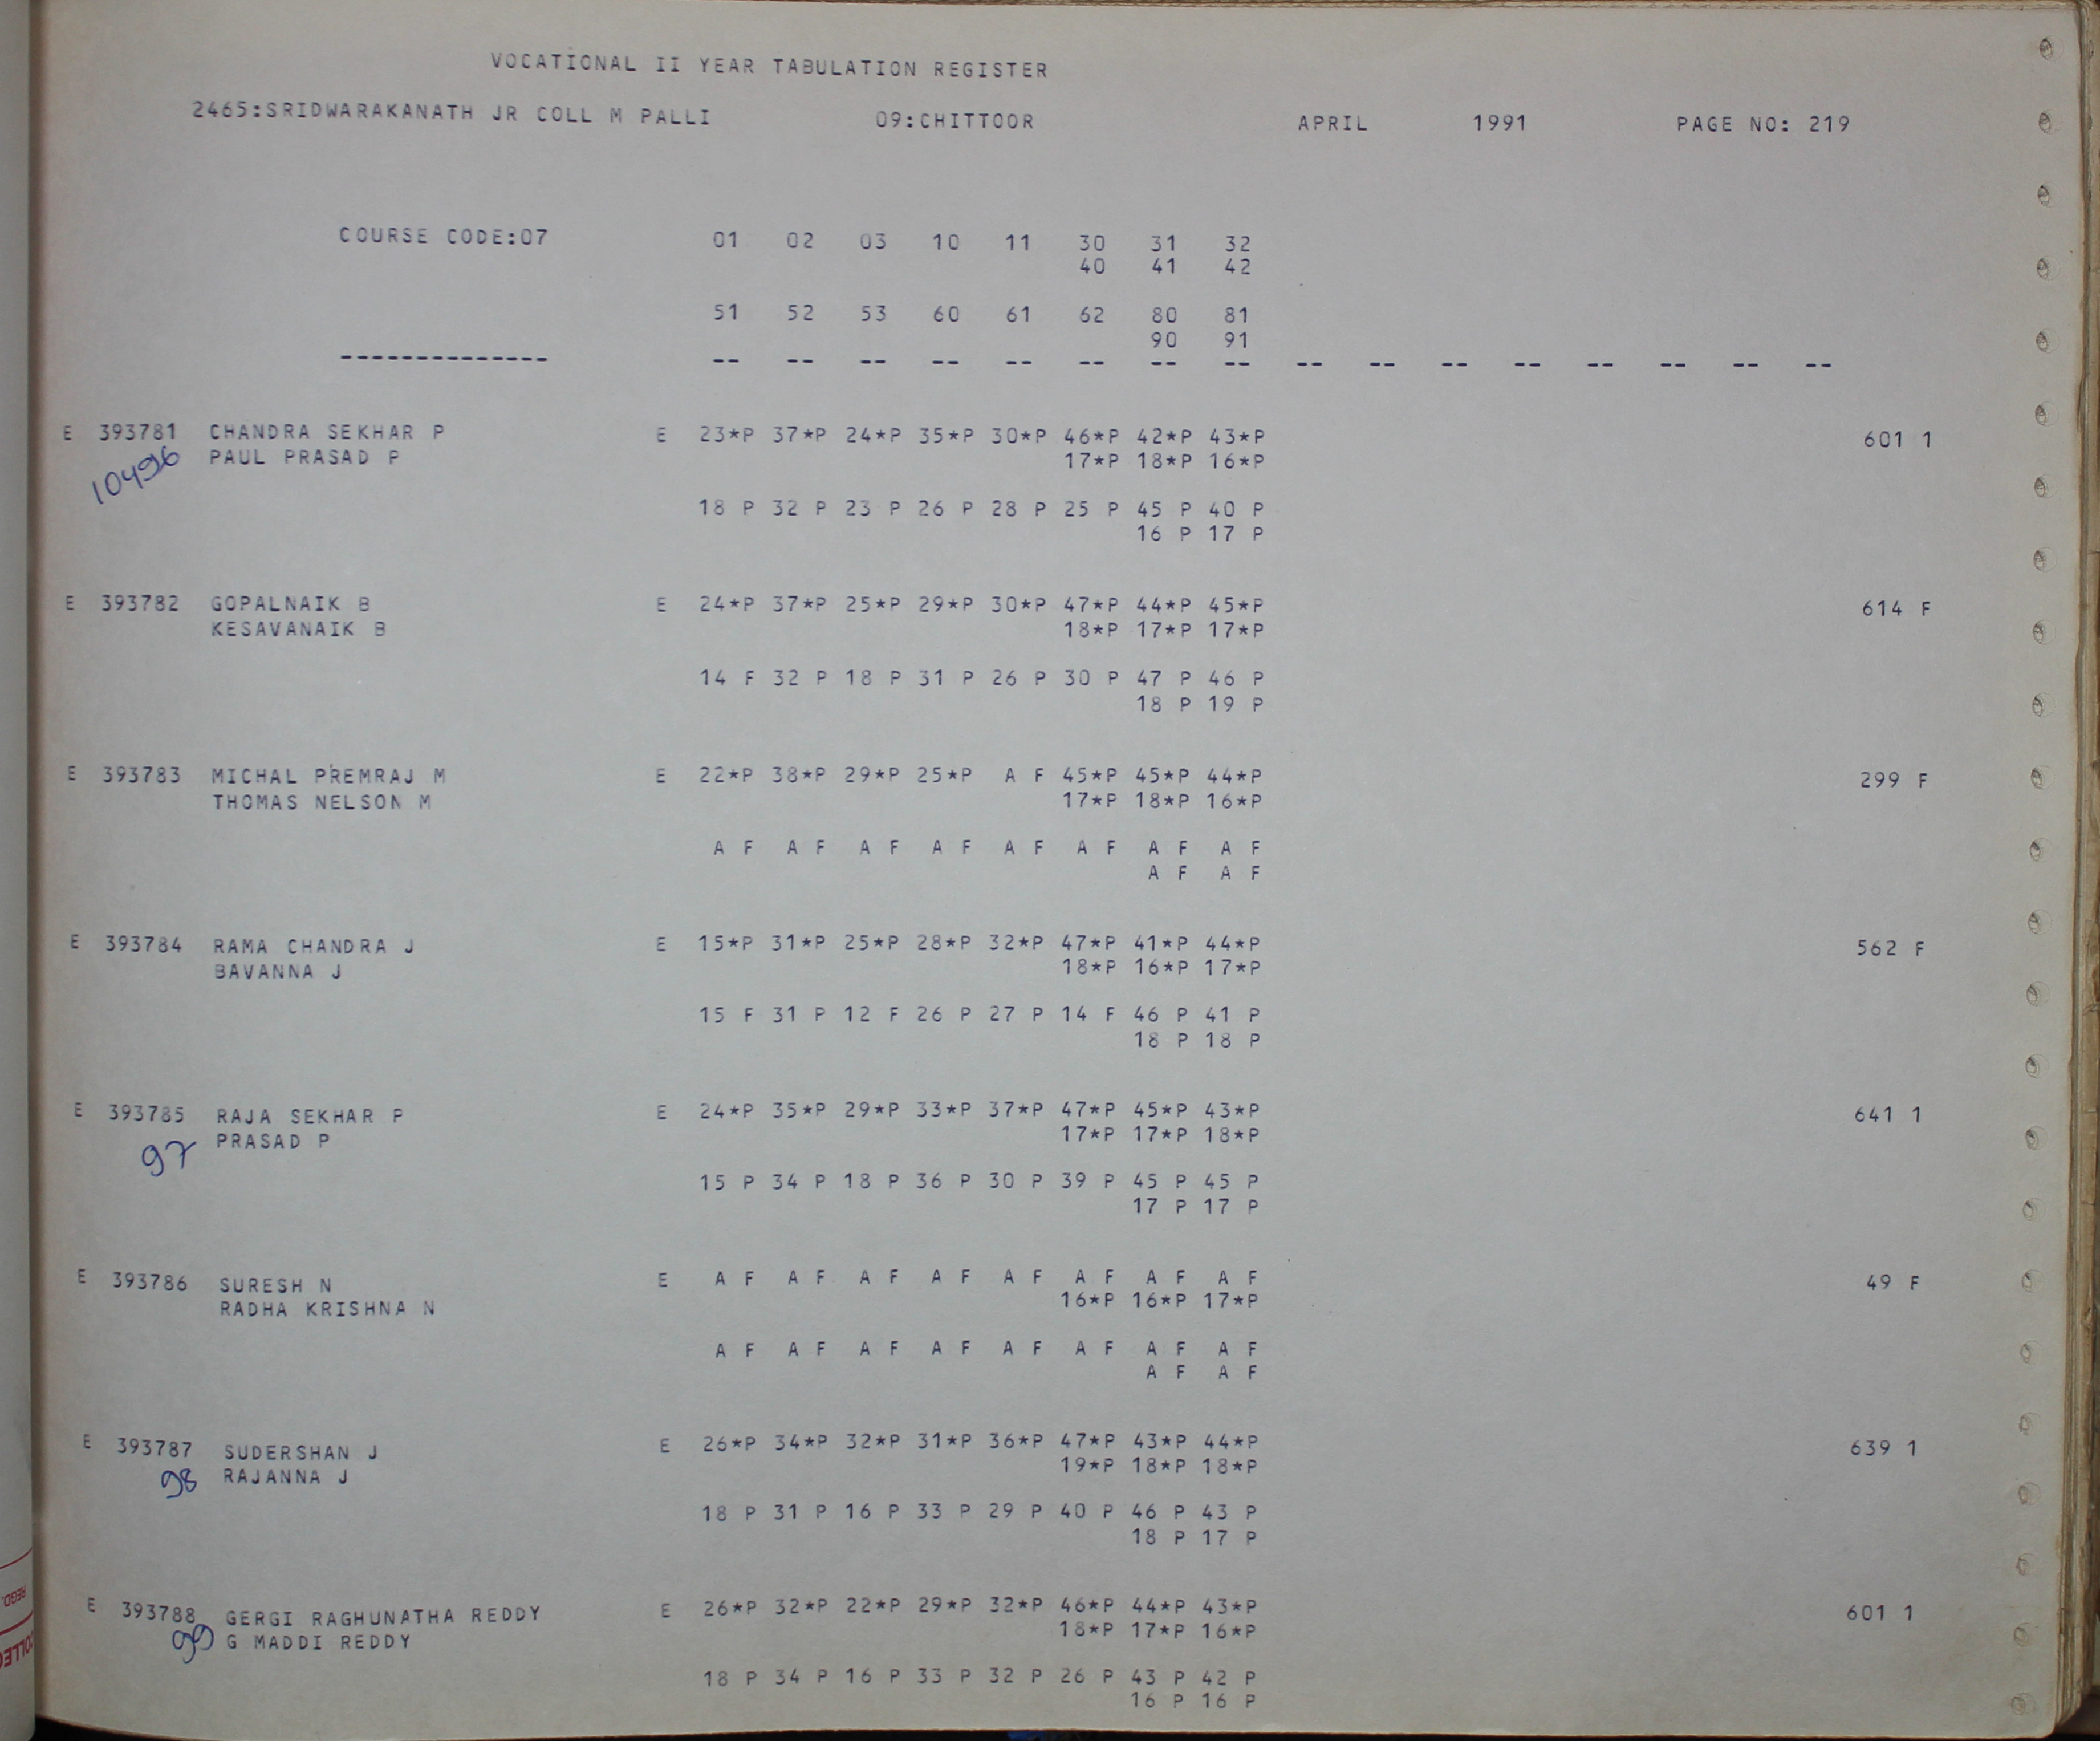 VOCATIONAL II YEAR TABULATION REGISTER
2465:SRIDWARAKANATH JR COLL M PALLI 09:CHITTOOR APRIL 1991 PAGE NO: 219
COURSE CODE:07 01 02 03 10 11 30 31 32
40 41 42
51 52 53 60 61 62 80 81
90 91
-------------- -- -- -- -- -- -- -- -- -- -- -- -- -- -- -- --
E 393781 CHANDRA SEKHAR P E 23*P 37*P 24*P 35*P 30*P 46*P 42*P 43*P 601 1
10496 PAUL PRASAD P 17*P 18*P 16*P
18 P 32 P 23 P 26 P 28 P 25 P 45 P 40 P
16 P 17 P
E 393782 GOPALNAIK B E 24*P 37*P 25*P 29*P 30*P 47*P 44*P 45*P 614 F
KESAVANAIK B 18*P 17*P 17*P
14 F 32 P 18 P 31 P 26 P 30 P 47 P 46 P
18 P 19 P
E 393783 MICHAL PREMRAJ M E 22*P 38*P 29*P 25*P A F 45*P 45*P 44*P 299 F
THOMAS NELSON M 17*P 18*P 16*P
A F A F A F A F A F A F A F A F
A F A F
E 393784 RAMA CHANDRA J E 15*P 31*P 25*P 28*P 32*P 47*P 41*P 44*P 562 F
BAVANNA J 18*P 16*P 17*P
15 F 31 P 12 F 26 P 27 P 14 F 46 P 41 P
18 P 18 P
E 393785 RAJA SEKHAR P E 24*P 35*P 29*P 33*P 37*P 47*P 45*P 43*P 641 1
97 PRASAD P 17*P 17*P 18*P
15 P 34 P 18 P 36 P 30 P 39 P 45 P 45 P
17 P 17 P
E 393786 SURESH N E A F A F A F A F A F A F A F A F 49 F
RADHA KRISHNA N 16*P 16*P 17*P
A F A F A F A F A F A F A F A F
A F A F
E 393787 SUDERSHAN J E 26*P 34*P 32*P 31*P 36*P 47*P 43*P 44*P 639 1
98 RAJANNA J 19*P 18*P 18*P
18 P 31 P 16 P 33 P 29 P 40 P 46 P 43 P
18 P 17 P
E 393788 GERGI RAGHUNATHA REDDY E 26*P 32*P 22*P 29*P 32*P 46*P 44*P 43*P 601 1
99 G MADDI REDDY 18*P 17*P 16*P
18 P 34 P 16 P 33 P 32 P 26 P 43 P 42 P
16 P 16 P
REGD.